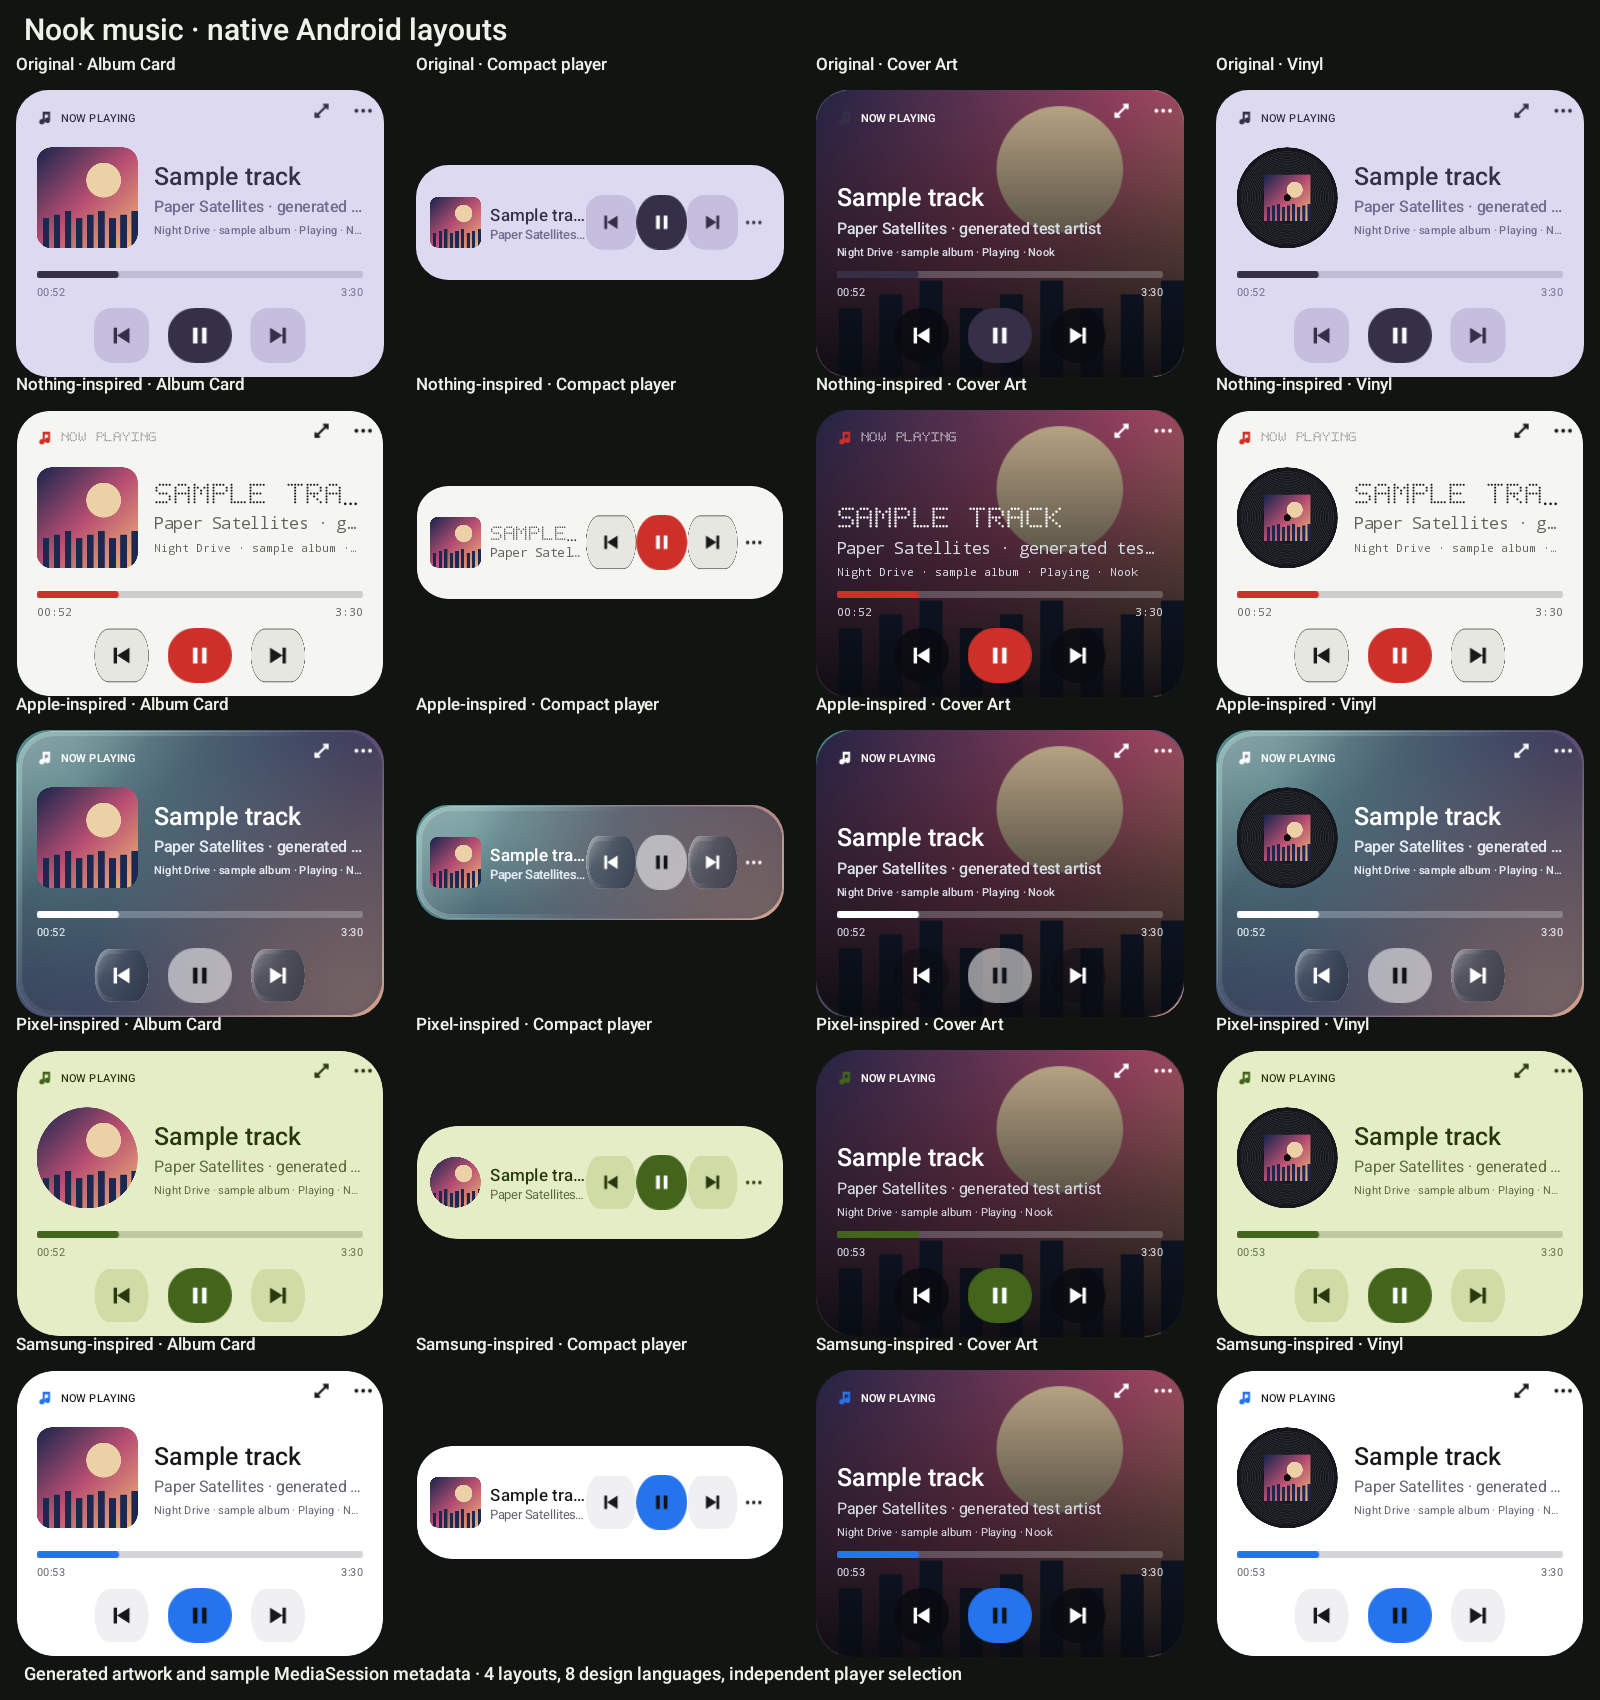 Nook music · native Android layouts
Original · Album Card
NOW PLAYING
Sample track
Paper Satellites · generated ...
Night Drive · sample album · Playing · N...
00:52
3:30
Original · Compact player
Sample tra...
Paper Satellites...
Original · Cover Art
NOW PLAYING
Sample track
Paper Satellites · generated test artist
Night Drive · sample album · Playing · Nook
00:52
3:30
Original · Vinyl
NOW PLAYING
Sample track
Paper Satellites · generated ...
Night Drive · sample album · Playing · N...
00:52
3:30
Nothing-inspired · Album Card
NOW PLAYING
SAMPLE TRA...
Paper Satellites · g...
Night Drive · sample album ·...
00:52
3:30
Nothing-inspired · Compact player
SAMPLE...
Paper Satel...
Nothing-inspired · Cover Art
NOW PLAYING
SAMPLE TRACK
Paper Satellites · generated tes...
Night Drive · sample album · Playing · Nook
00:52
3:30
Nothing-inspired · Vinyl
NOW PLAYING
SAMPLE TRA...
Paper Satellites · g...
Night Drive · sample album ·...
00:52
3:30
Apple-inspired · Album Card
NOW PLAYING
Sample track
Paper Satellites · generated ...
Night Drive · sample album · Playing · N...
00:52
3:30
Apple-inspired · Compact player
Sample tra...
Paper Satellites...
Apple-inspired · Cover Art
NOW PLAYING
Sample track
Paper Satellites · generated test artist
Night Drive · sample album · Playing · Nook
00:52
3:30
Apple-inspired · Vinyl
NOW PLAYING
Sample track
Paper Satellites · generated ...
Night Drive · sample album · Playing · N...
00:52
3:30
Pixel-inspired · Album Card
NOW PLAYING
Sample track
Paper Satellites · generated ...
Night Drive · sample album · Playing · N...
00:52
3:30
Pixel-inspired · Compact player
Sample tra...
Paper Satellites...
Pixel-inspired · Cover Art
NOW PLAYING
Sample track
Paper Satellites · generated test artist
Night Drive · sample album · Playing · Nook
00:53
3:30
Pixel-inspired · Vinyl
NOW PLAYING
Sample track
Paper Satellites · generated ...
Night Drive · sample album · Playing · N...
00:53
3:30
Samsung-inspired · Album Card
NOW PLAYING
Sample track
Paper Satellites · generated ...
Night Drive · sample album · Playing · N...
00:53
3:30
Samsung-inspired · Compact player
Sample tra...
Paper Satellites...
Samsung-inspired · Cover Art
NOW PLAYING
Sample track
Paper Satellites · generated test artist
Night Drive · sample album · Playing · Nook
00:53
3:30
Samsung-inspired · Vinyl
NOW PLAYING
Sample track
Paper Satellites · generated ...
Night Drive · sample album · Playing · N...
00:53
3:30
Generated artwork and sample MediaSession metadata · 4 layouts, 8 design languages, independent player selection